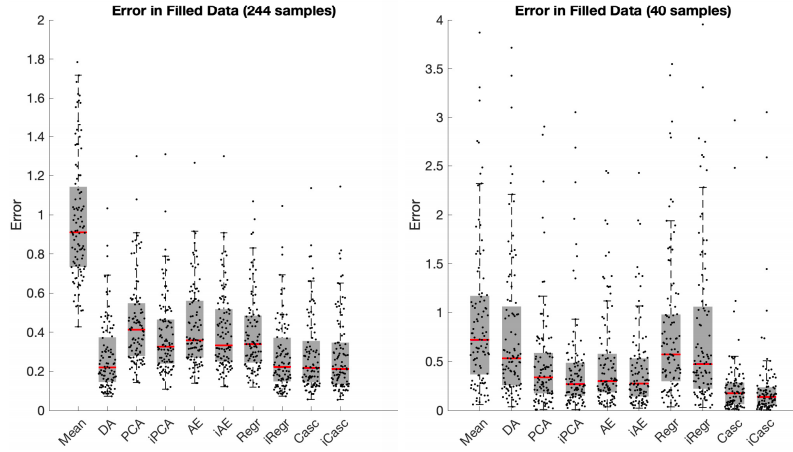 Error in Filled Data (244 samples)
2
1.8
1.6
1.4
1.2
1
0.8
0.6
0.4
0.2
0
Error
Mean
DA
PCA
iPCA
AE
iAE
Regr
iRegr
Casc
iCasc
Error in Filled Data (40 samples)
4
3.5
3
2.5
2
1.5
1
0.5
0
Error
Mean
DA
PCA
iPCA
AE
iAE
Regr
iRegr
Casc
iCasc